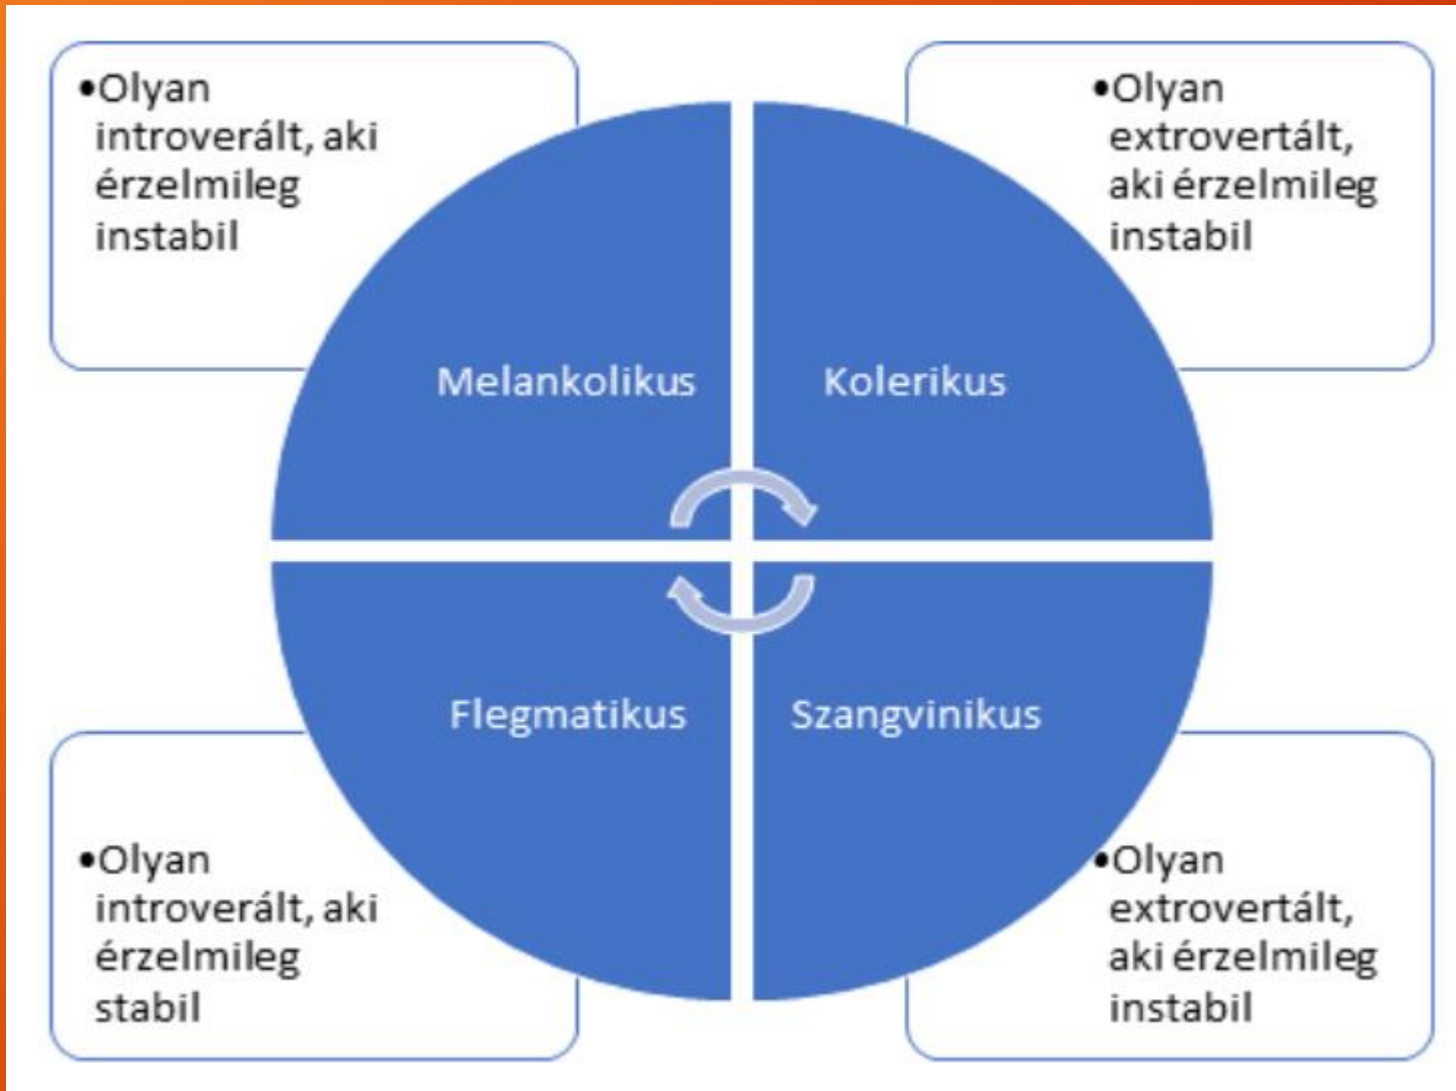 •Olyan
introverált, aki
érzelmileg
instabil
•Olyan
extrovertált,
aki érzelmileg
instabil
Melankolikus
Kolerikus
Flegmatikus
Szangvinikus
•Olyan
introverált, aki
érzelmileg
stabil
•Olyan
extrovertált,
aki érzelmileg
instabil